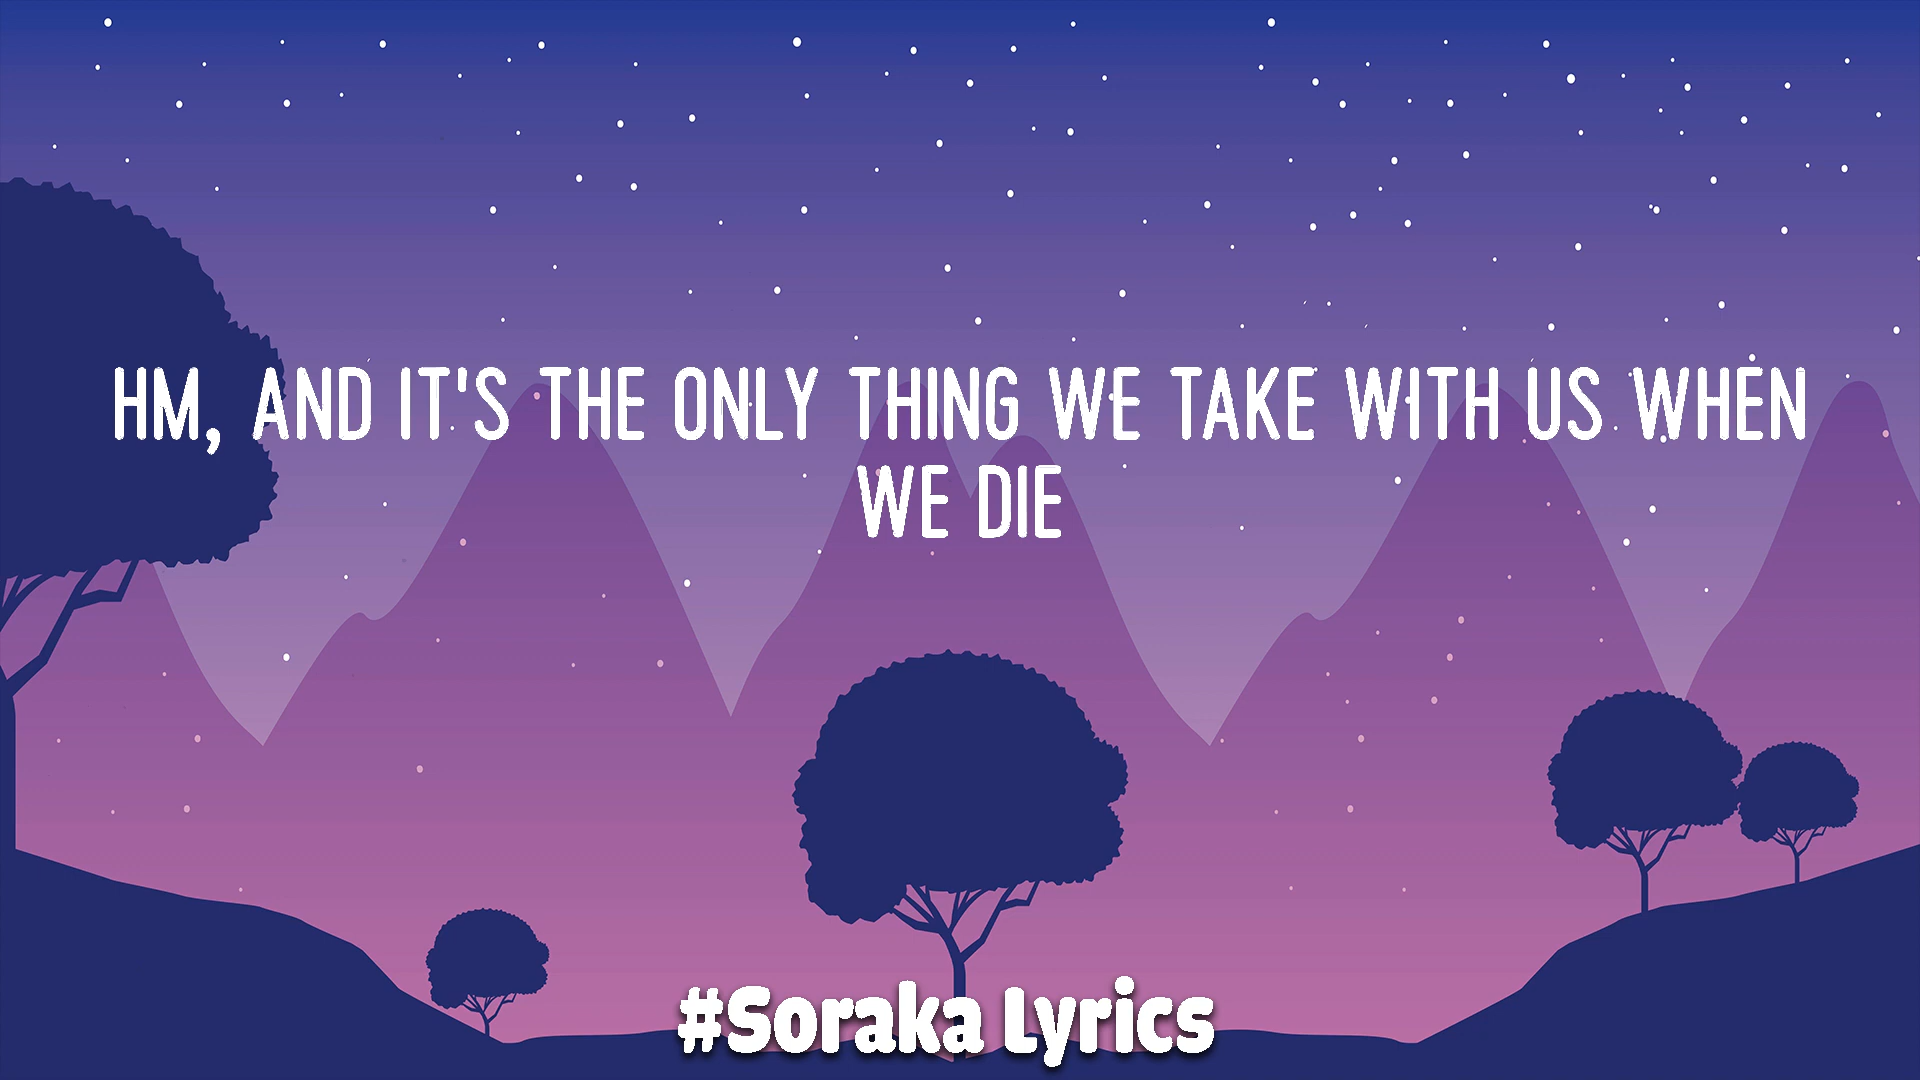 HM, AND IT'S THE ONLY THING WE TAKE WITH US WHEN
WE DIE
#Soraka Lyrics